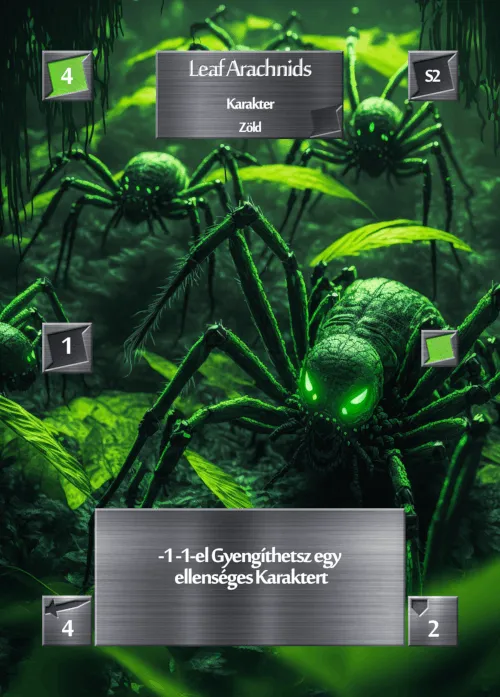 4
Leaf Arachnids
S2
Karakter
Zöld
1
-1 -1-el Gyengíthetsz egy
ellenséges Karaktert
4
2